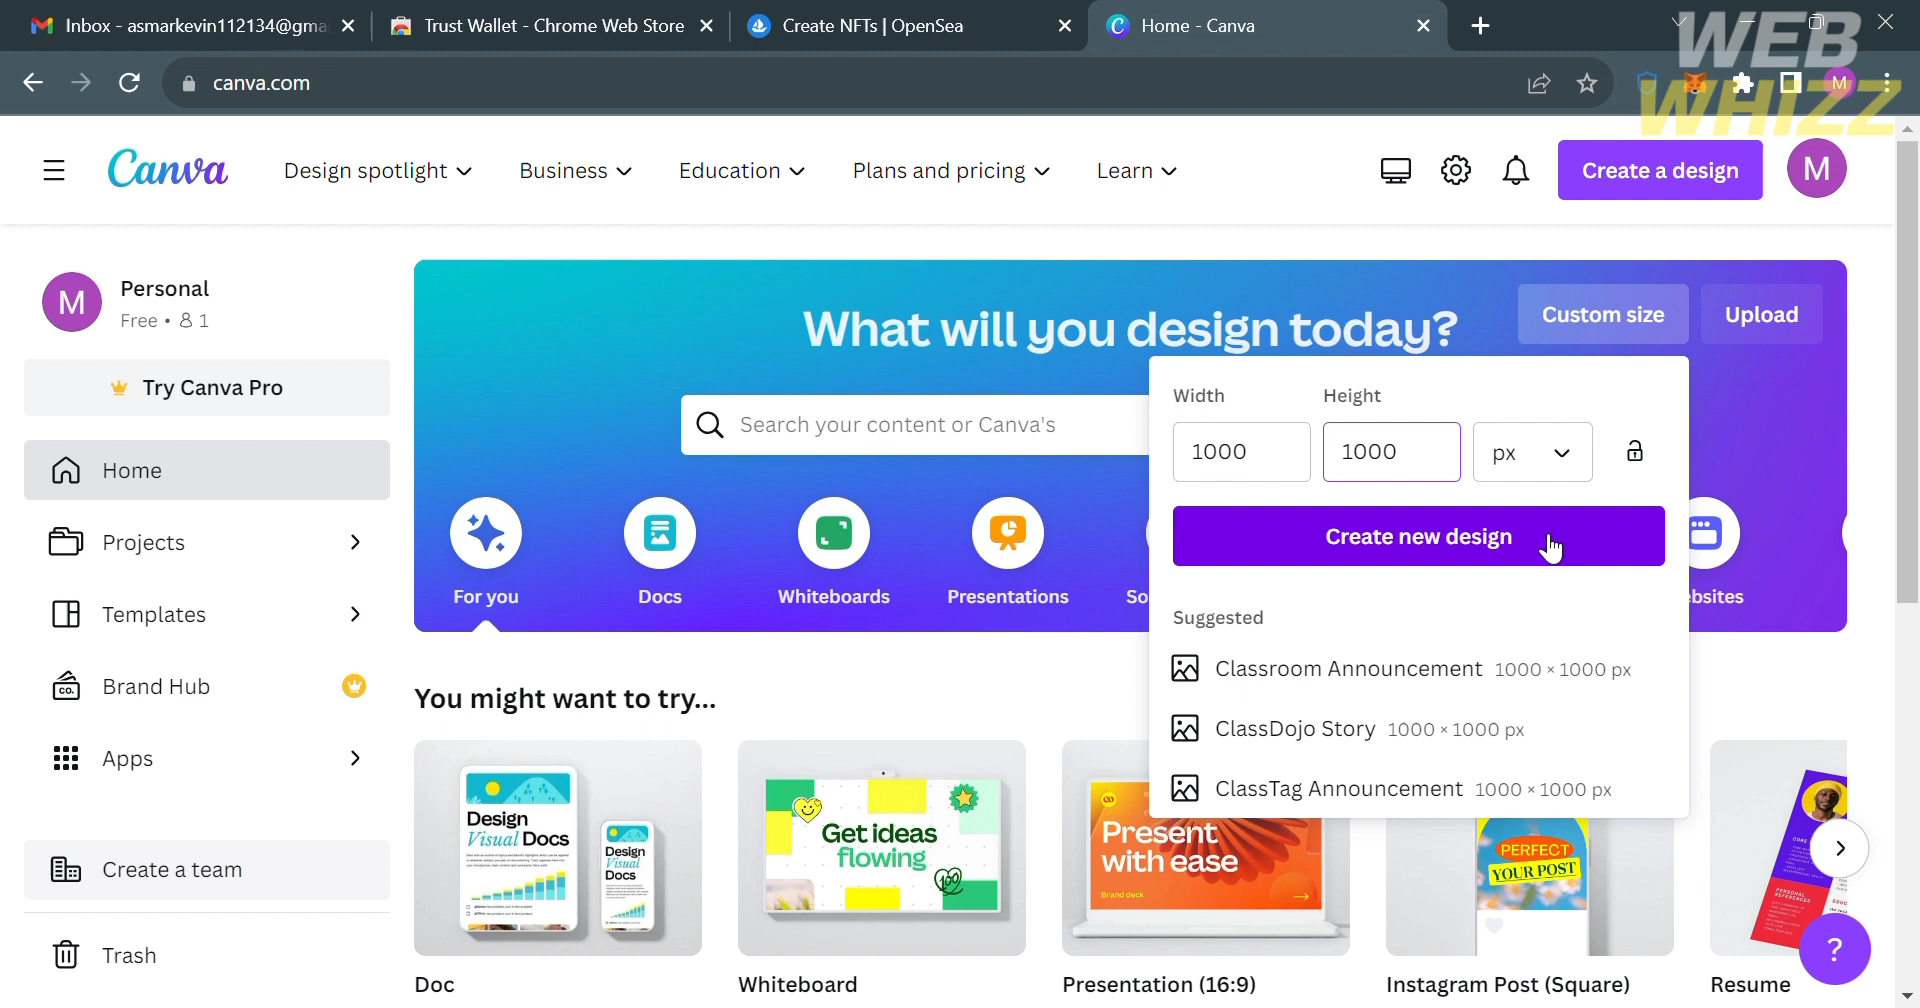 Inbox - asmarkevin112134@gma
Trust Wallet - Chrome Web Store
Create NFTs | OpenSea
Home - Canva
WEB
WHIZZ
canva.com
M
Canva
Design spotlight
Business
Education
Plans and pricing
Learn
Create a design
M
M
Personal
Free • 1
Try Canva Pro
Home
Projects
Templates
Brand Hub
Apps
Create a team
Trash
What will you design today?
Custom size
Upload
Search your content or Canva's
Width
Height
1000
1000
px
Create new design
Suggested
Classroom Announcement 1000 × 1000 px
ClassDojo Story 1000 × 1000 px
ClassTag Announcement 1000 × 1000 px
For you
Docs
Whiteboards
Presentations
So
ebsites
You might want to try...
Design
Visual Docs
Design
Visual
Docs
Get ideas
flowing
100
Present
with ease
Brand deck
PERFECT
YOUR POST
PERSONAL
REFERENCES
Doc
Whiteboard
Presentation (16:9)
Instagram Post (Square)
Resume
?